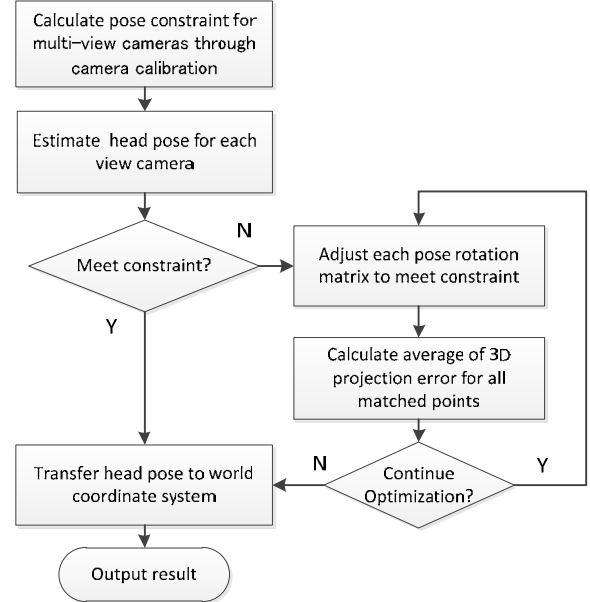 Calculate pose constraint for
multi-view cameras through
camera calibration
Estimate head pose for each
view camera
Meet constraint?
N
Y
Adjust each pose rotation
matrix to meet constraint
Calculate average of 3D
projection error for all
matched points
Continue
Optimization?
N
Y
Transfer head pose to world
coordinate system
Output result